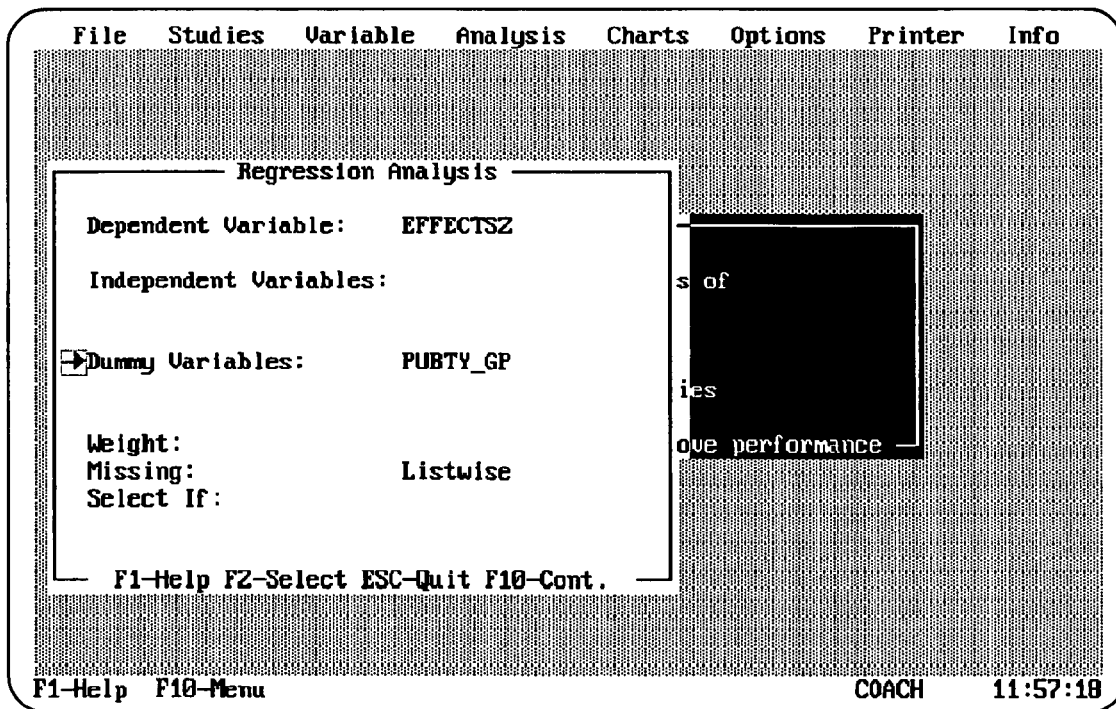 File Studies Variable Analysis Charts Options Printer Info
Regression Analysis
Dependent Variable: EFFECTSZ
Independent Variables:
s of
Dummy Variables: PUBTY_GP
ies
Weight:
ove performance
Missing: Listwise
Select If:
F1-Help F2-Select ESC-Quit F10-Cont.
F1-Help F10-Menu COACH 11:57:18